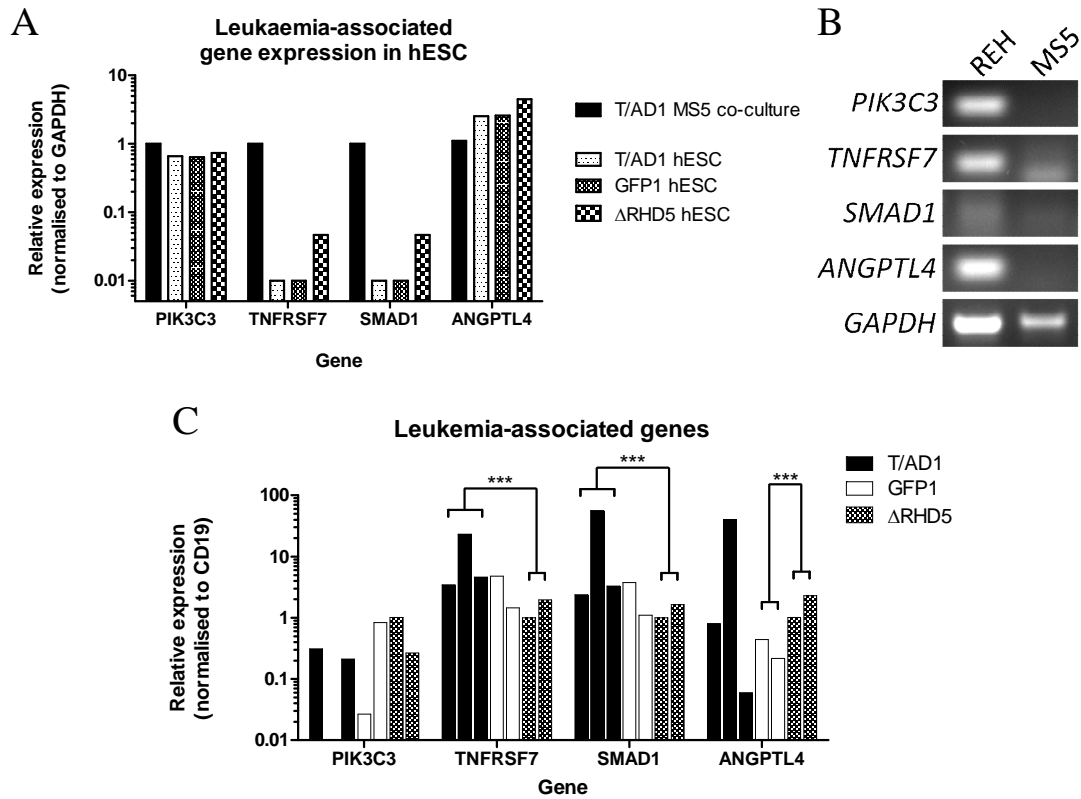 A
Leukaemia-associated
gene expression in hESC
Relative expression
(normalised to GAPDH)
10
1
0.1
0.01
PIK3C3 TNFRSF7 SMAD1 ANGPTL4
Gene
T/AD1 MS5 co-culture
T/AD1 hESC
GFP1 hESC
ΔRHD5 hESC
B
REH MS5
PIK3C3
TNFRSF7
SMAD1
ANGPTL4
GAPDH
C
Leukemia-associated genes
Relative expression
(normalised to CD19)
100
10
1
0.1
0.01
*** *** ***
PIK3C3 TNFRSF7 SMAD1 ANGPTL4
Gene
T/AD1
GFP1
ΔRHD5